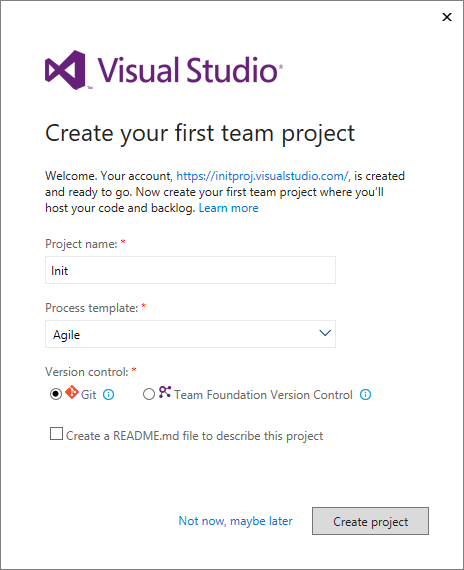 Visual Studio
Create your first team project
Welcome. Your account, https://initproj.visualstudio.com/, is created
and ready to go. Now create your first team project where you'll
host your code and backlog. Learn more
Project name: *
Init
Process template: *
Agile
Version control: *
Git Team Foundation Version Control
Create a README.md file to describe this project
Not now, maybe later Create project